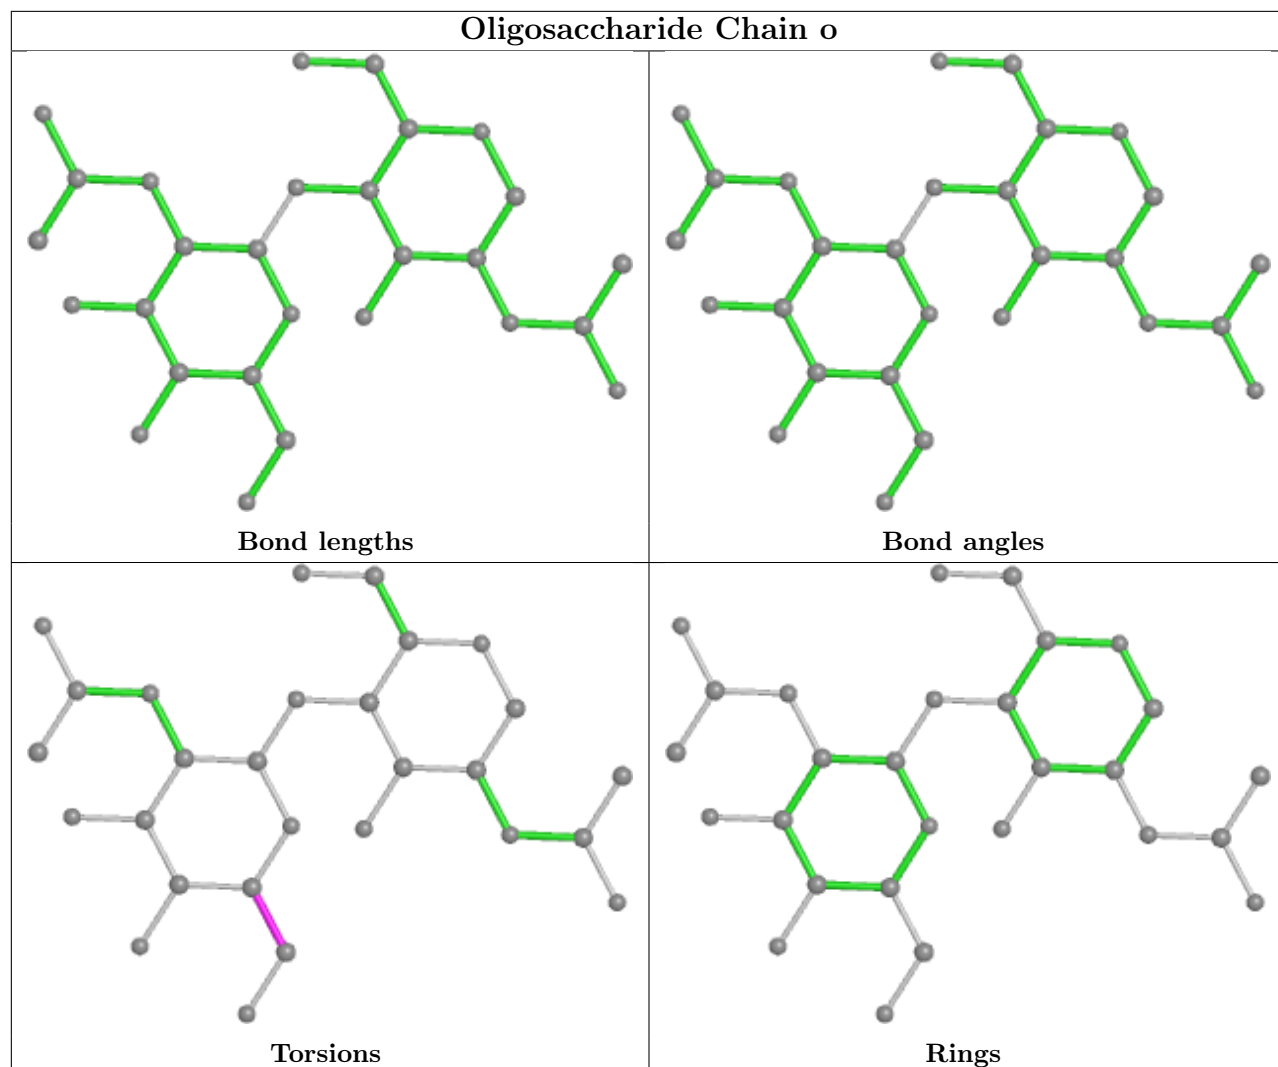 Oligosaccharide Chain o
Bond lengths
Bond angles
Torsions
Rings